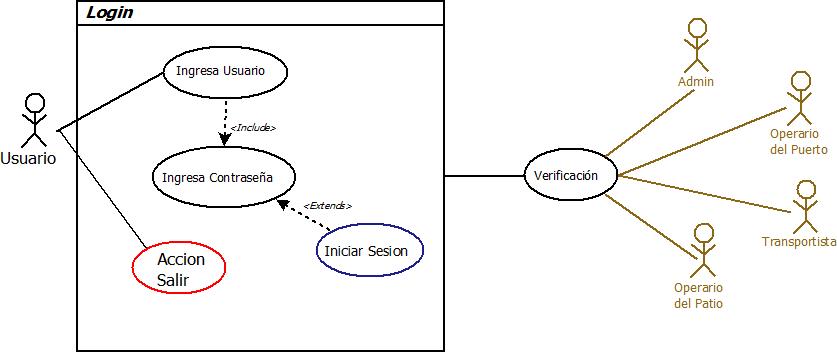 Login
Ingresa Usuario
<Include>
Usuario
Ingresa Contraseña
<Extends>
Iniciar Sesion
Accion
Salir
Verificación
Admin
Operario
del Puerto
Transportista
Operario
del Patio